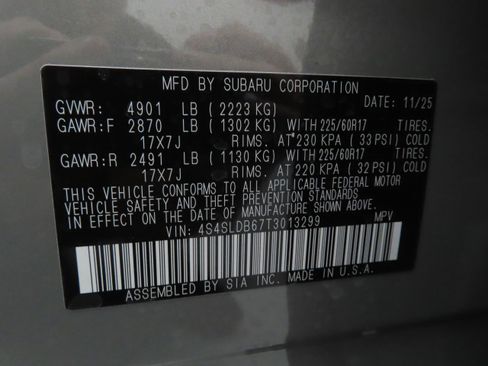 MFD BY SUBARU CORPORATION
DATE: 11/25
GVWR: 4901 LB ( 2223 KG)
GAWR:F 2870 LB ( 1302 KG) WITH 225/60R17 TIRES.
17X7J RIMS. AT 230 KPA ( 33 PSI) COLD
GAWR:R 2491 LB ( 1130 KG) WITH 225/60R17 TIRES.
17X7J RIMS. AT 220 KPA ( 32 PSI) COLD
THIS VEHICLE CONFORMS TO ALL APPLICABLE FEDERAL MOTOR
VEHICLE SAFETY AND THEFT PREVENTION STANDARDS
IN EFFECT ON THE DATE OF MANUFACTURE SHOWN ABOVE.
VIN: 4S4SLDB67T3013299 MPV
ASSEMBLED BY SIA INC. MADE IN U.S.A.